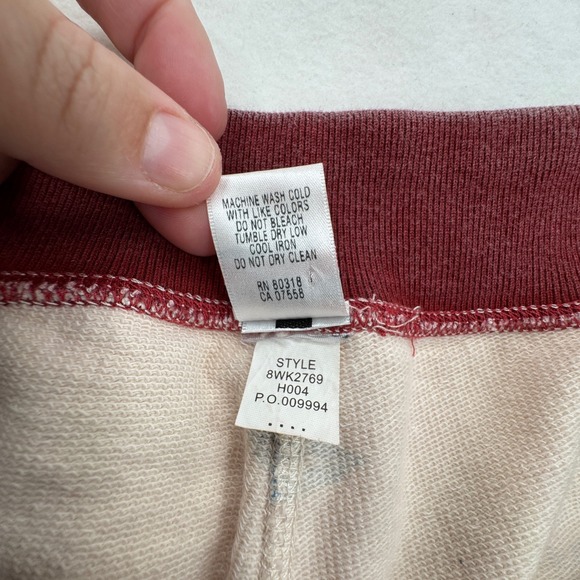 MACHINE WASH COLD
WITH LIKE COLORS
DO NOT BLEACH
TUMBLE DRY LOW
COOL IRON
DO NOT DRY CLEAN
RN 80318
CA 07558
STYLE
8WK2769
H004
P.O.009994
....